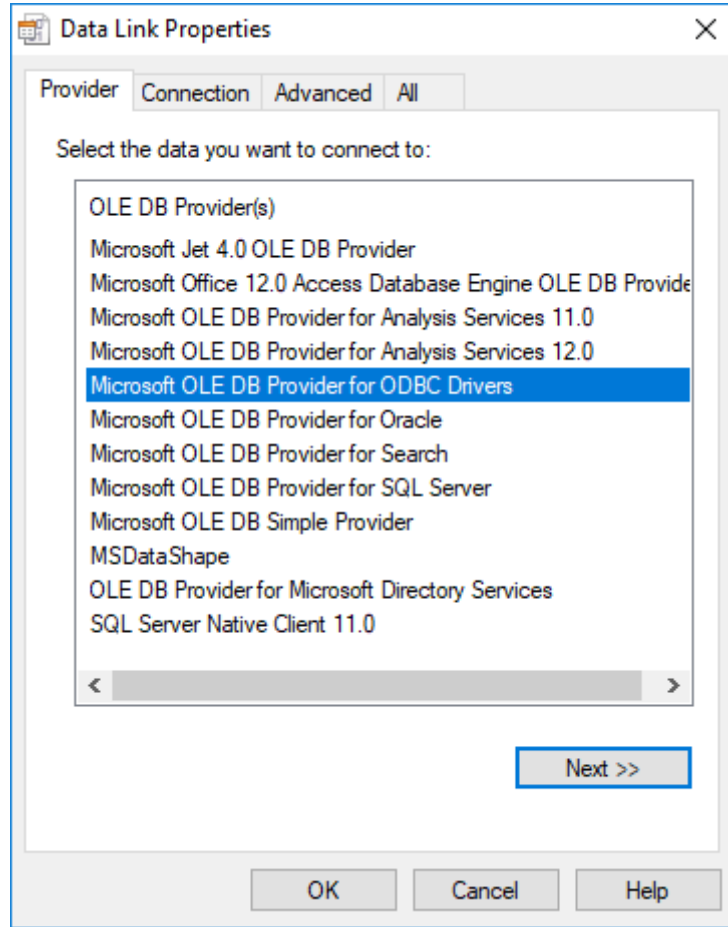 Data Link Properties
Provider Connection Advanced All
Select the data you want to connect to:
OLE DB Provider(s)
Microsoft Jet 4.0 OLE DB Provider
Microsoft Office 12.0 Access Database Engine OLE DB Provide
Microsoft OLE DB Provider for Analysis Services 11.0
Microsoft OLE DB Provider for Analysis Services 12.0
Microsoft OLE DB Provider for ODBC Drivers
Microsoft OLE DB Provider for Oracle
Microsoft OLE DB Provider for Search
Microsoft OLE DB Provider for SQL Server
Microsoft OLE DB Simple Provider
MSDataShape
OLE DB Provider for Microsoft Directory Services
SQL Server Native Client 11.0
Next >>
OK Cancel Help